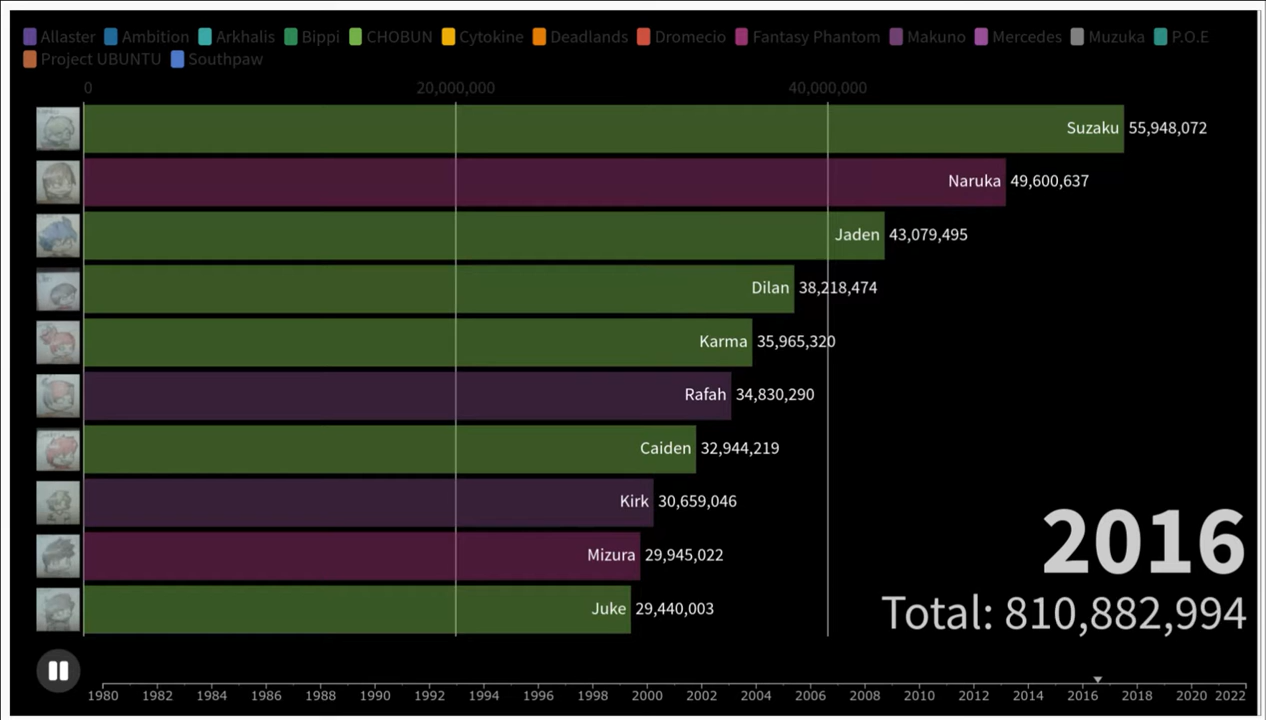 Allaster Ambition Arkhalis Bippi CHOBUN Cytokine Deadlands Dromecio Fantasy Phantom Makuno Mercedes Muzuka P.O.E
Project UBUNTU Southpaw
0 20,000,000 40,000,000
Suzaku 55,948,072
Naruka 49,600,637
Jaden 43,079,495
Dilan 38,218,474
Karma 35,965,320
Rafah 34,830,290
Caiden 32,944,219
Kirk 30,659,046
Mizura 29,945,022
Juke 29,440,003
2016
Total: 810,882,994
1980 1982 1984 1986 1988 1990 1992 1994 1996 1998 2000 2002 2004 2006 2008 2010 2012 2014 2016 2018 2020 2022